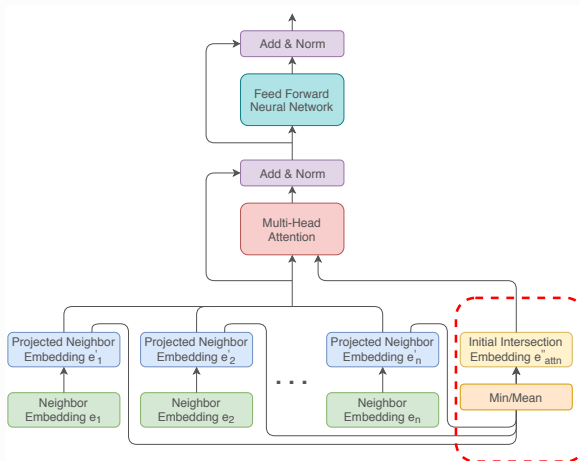 Add & Norm
Feed Forward
Neural Network
Add & Norm
Multi-Head
Attention
Projected Neighbor
Embedding e'1
Projected Neighbor
Embedding e'2
Projected Neighbor
Embedding e'n
Initial Intersection
Embedding e''attn
...
Neighbor
Embedding e1
Neighbor
Embedding e2
Neighbor
Embedding en
Min/Mean